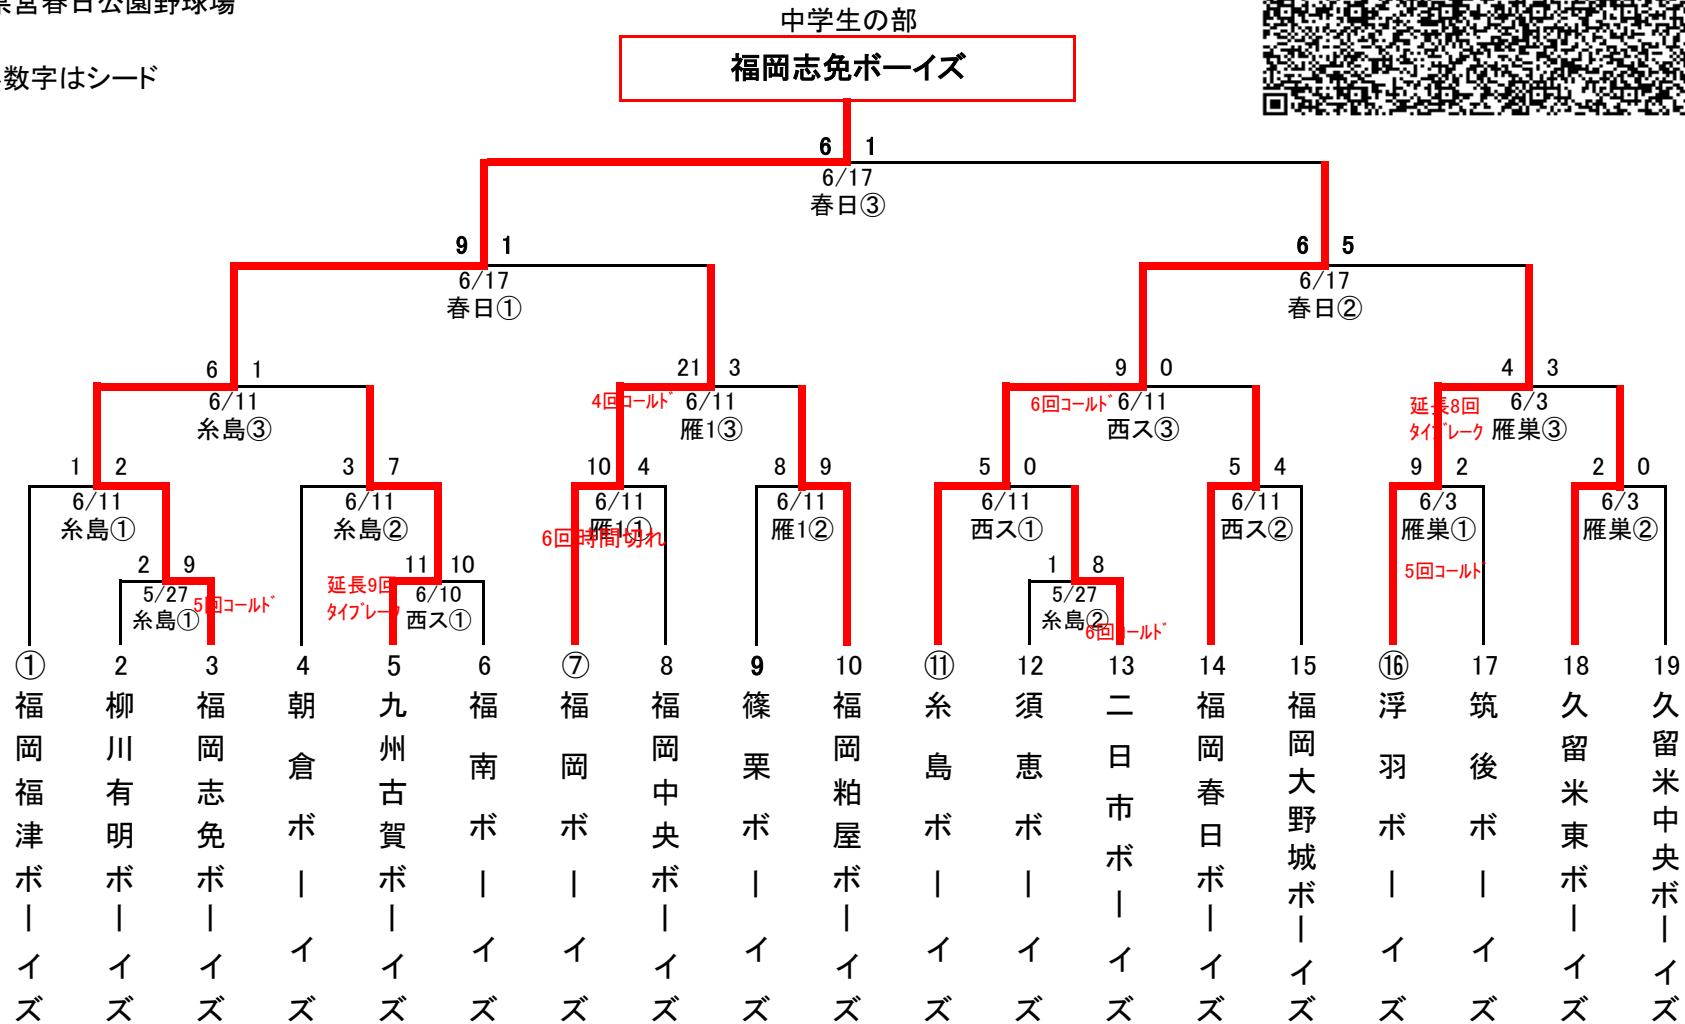 県営春日公園野球場
中学生の部
福岡志免ボーイズ
数字はシード
6 1
6/17
春日③
9 1
6/17
春日①
6 5
6/17
春日②
6 1
6/11
糸島③
21 3
4回コールド
6/11
雁1③
9 0
6回コールド
6/11
西ス③
4 3
延長8回
タイブレーク
6/3
雁巣③
1 2
6/11
糸島①
3 7
6/11
糸島②
10 4
6/11
雁1①
6回時間切れ
8 9
6/11
雁1②
5 0
6/11
西ス①
5 4
6/11
西ス②
9 2
6/3
雁巣①
5回コールド
2 0
6/3
雁巣②
2 9
5/27
糸島①
5回コールド
11 10
延長9回
タイブレーク
6/10
西ス①
1 8
5/27
糸島②
6回コールド
① 2 3 4 5 6 ⑦ 8 9 10 ⑪ 12 13 14 15 ⑯ 17 18 19
福岡福津ボーイズ
柳川有明ボーイズ
福岡志免ボーイズ
朝倉ボーイズ
九州古賀ボーイズ
福南ボーイズ
福岡ボーイズ
福岡中央ボーイズ
篠栗ボーイズ
福岡粕屋ボーイズ
糸島ボーイズ
須恵ボーイズ
二日市ボーイズ
福岡春日ボーイズ
福岡大野城ボーイズ
浮羽ボーイズ
筑後ボーイズ
久留米東ボーイズ
久留米中央ボーイズ